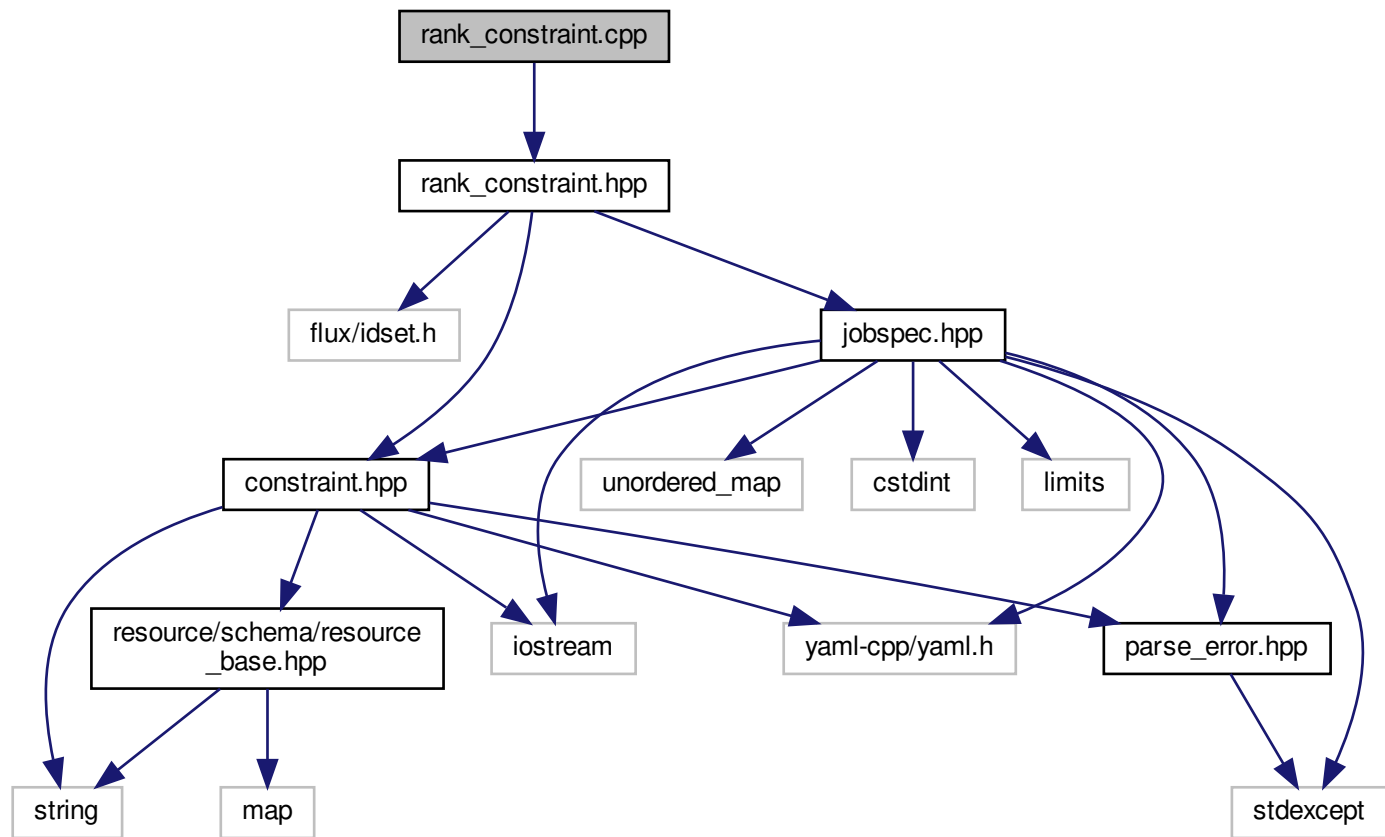 rank_constraint.cpp
rank_constraint.hpp
flux/idset.h
jobspec.hpp
constraint.hpp
unordered_map
cstdint
limits
resource/schema/resource
_base.hpp
iostream
yaml-cpp/yaml.h
parse_error.hpp
string
map
stdexcept